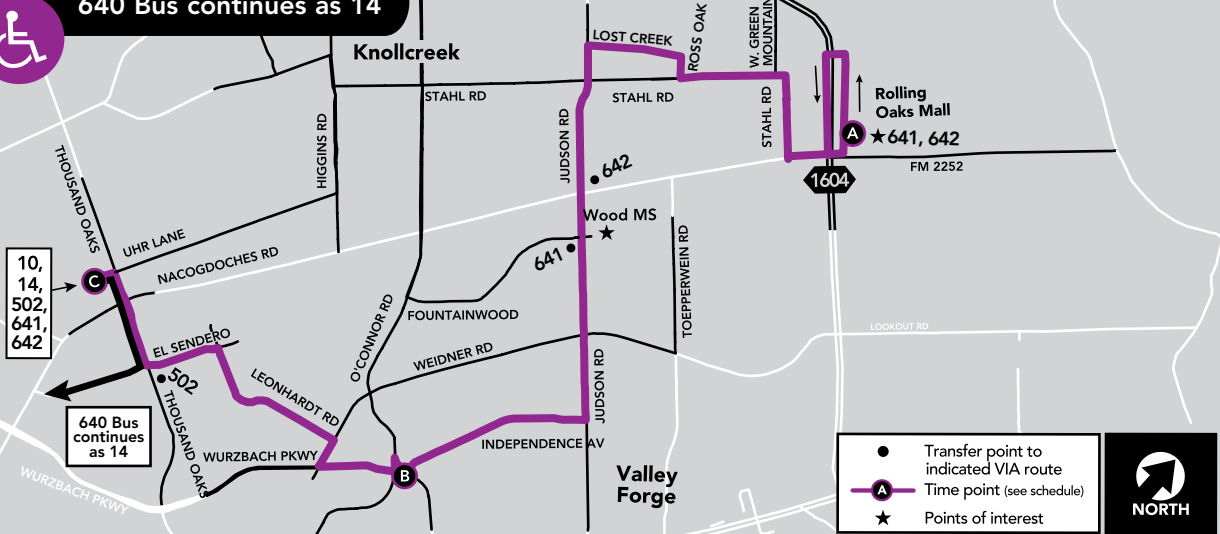 640 Bus continues as 14
Knollcreek
LOST CREEK
ROSS OAK
W. GREEN
MOUNTAIN
STAHL RD
STAHL RD
STAHL RD
Rolling
Oaks Mall
A
641, 642
FM 2252
1604
HIGGINS RD
JUDSON RD
642
THOUSAND OAKS
UHR LANE
NACOGDOCHES RD
Wood MS
641
TOEPPERWEIN RD
10,
14,
502,
641,
642
C
O'CONNOR RD
FOUNTAINWOOD
LOOKOUT RD
EL SENDERO
WEIDNER RD
502
LEONHARDT RD
JUDSON RD
THOUSAND OAKS
640 Bus
continues
as 14
INDEPENDENCE AV
WURZBACH PKWY
WURZBACH PKWY
B
Valley
Forge
Transfer point to
indicated VIA route
A
Time point (see schedule)
Points of interest
NORTH